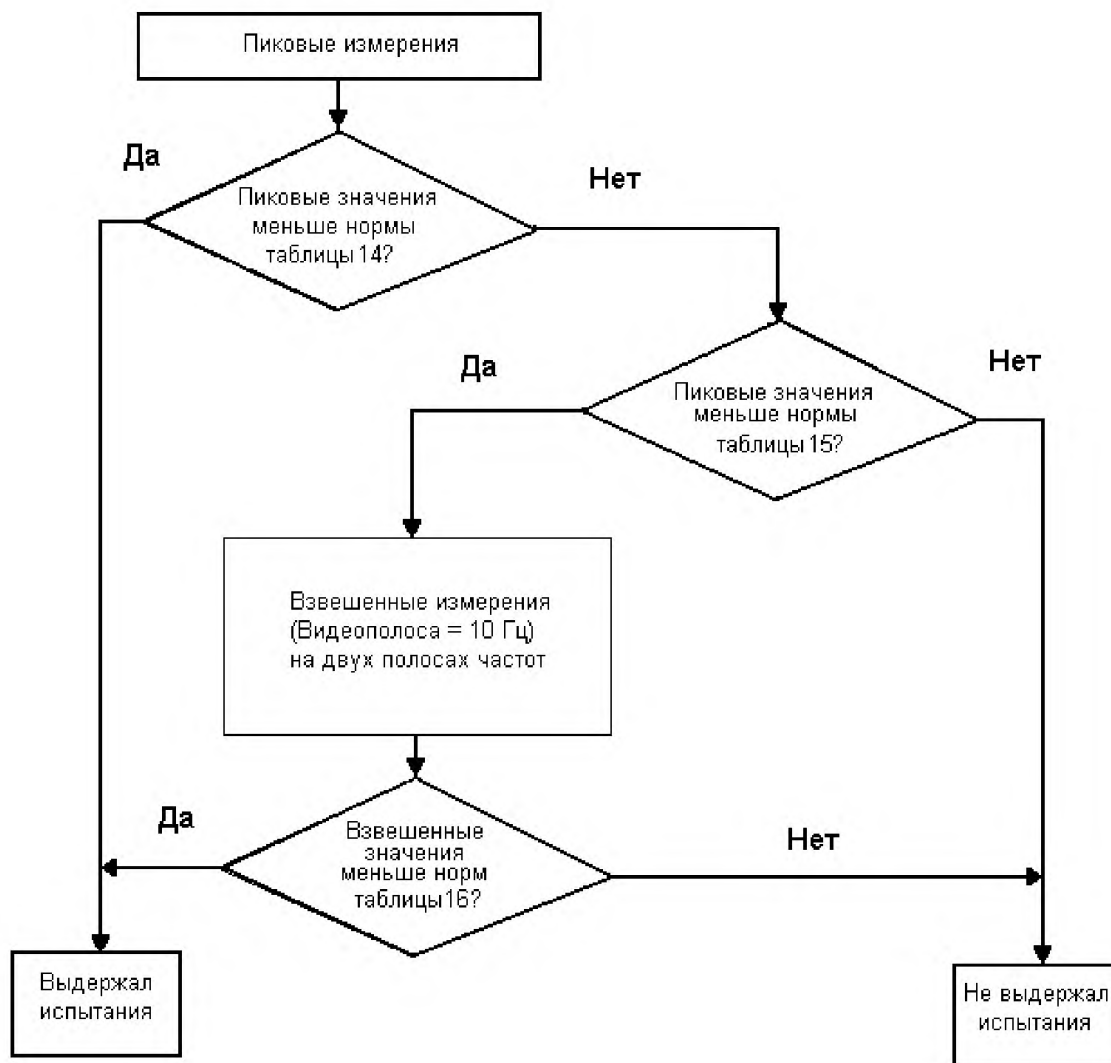 Пиковые измерения
Да
Нет
Пиковые значения
меньше нормы
таблицы 14?
Да
Нет
Пиковые значения
меньше нормы
таблицы 15?
Взвешенные измерения
(Видеополоса = 10 Гц)
на двух полосах частот
Да
Нет
Взвешенные
значения
меньше норм
таблицы 16?
Выдержал
испытания
Не выдержал
испытания